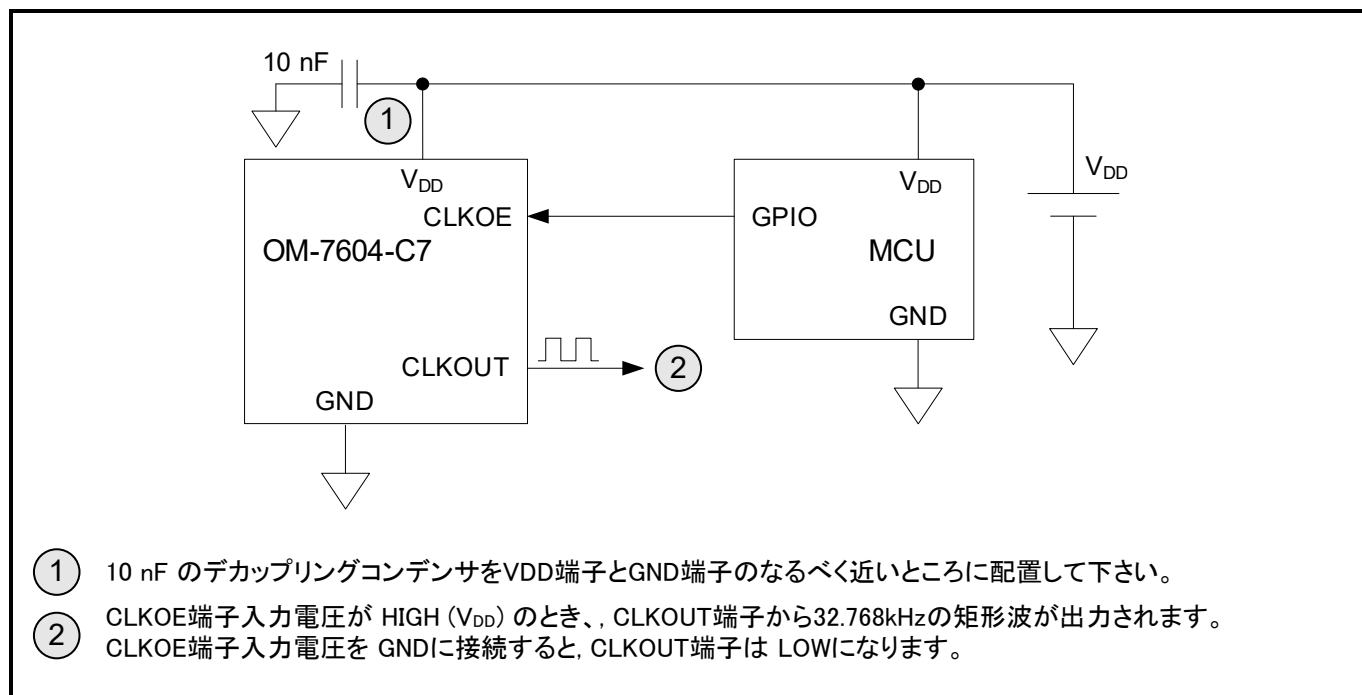 10 nF
1
VDD
VDD
VDD
CLKOE
GPIO
OM-7604-C7
MCU
GND
CLKOUT
2
GND
1 10 nF のデカップリングコンデンサをVDD端子とGND端子のなるべく近いところに配置して下さい。
2 CLKOE端子入力電圧が HIGH (VDD) のとき、, CLKOUT端子から32.768kHzの矩形波が出力されます。
CLKOE端子入力電圧を GNDに接続すると, CLKOUT端子は LOWになります。